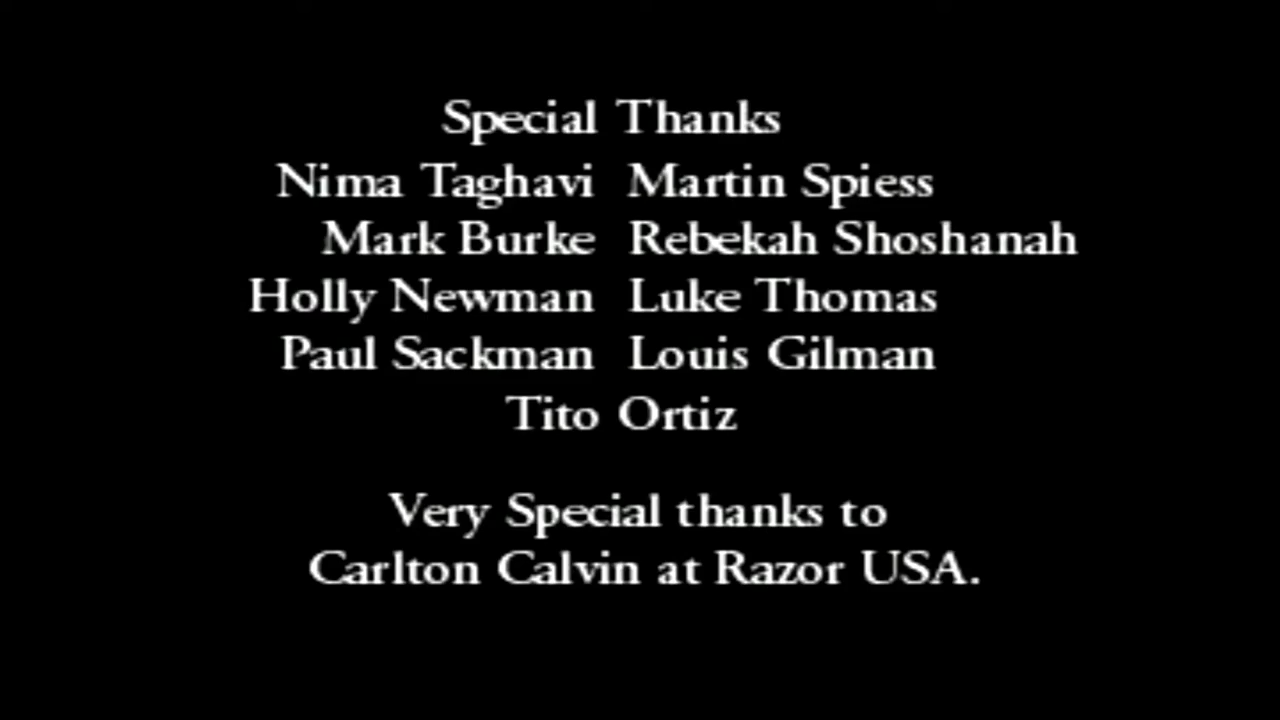 Special Thanks
Nima Taghavi Martin Spiess
Mark Burke Rebekah Shoshanah
Holly Newman Luke Thomas
Paul Sackman Louis Gilman
Tito Ortiz
Very Special thanks to
Carlton Calvin at Razor USA.